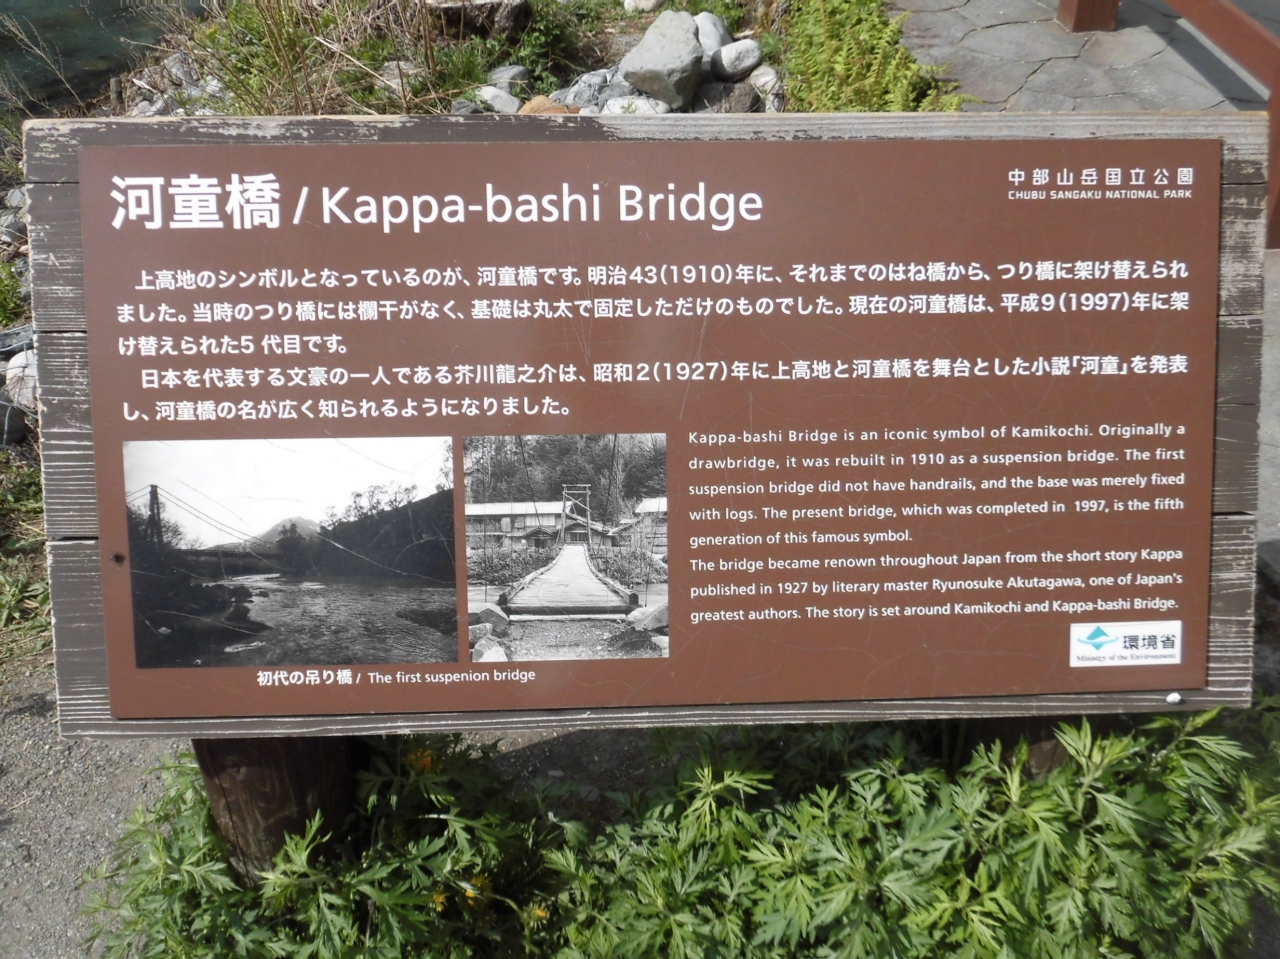 河童橋 / Kappa-bashi Bridge
中部山岳国立公園
CHUBU SANGAKU NATIONAL PARK
上高地のシンボルとなっているのが、河童橋です。明治43(1910)年に、それまでのはね橋から、つり橋に架け替えられ
ました。当時のつり橋には欄干がなく、基礎は丸太で固定しただけのものでした。現在の河童橋は、平成9(1997)年に架
け替えられた5 代目です。
日本を代表する文豪の一人である芥川龍之介は、昭和2(1927)年に上高地と河童橋を舞台とした小説「河童」を発表
し、河童橋の名が広く知られるようになりました。
Kappa-bashi Bridge is an iconic symbol of Kamikochi. Originally a
drawbridge, it was rebuilt in 1910 as a suspension bridge. The first
suspension bridge did not have handrails, and the base was merely fixed
with logs. The present bridge, which was completed in 1997, is the fifth
generation of this famous symbol.
The bridge became renown throughout Japan from the short story Kappa
published in 1927 by literary master Ryunosuke Akutagawa, one of Japan's
greatest authors. The story is set around Kamikochi and Kappa-bashi Bridge.
初代の吊り橋 / The first suspenion bridge
環境省
Ministry of the Environment